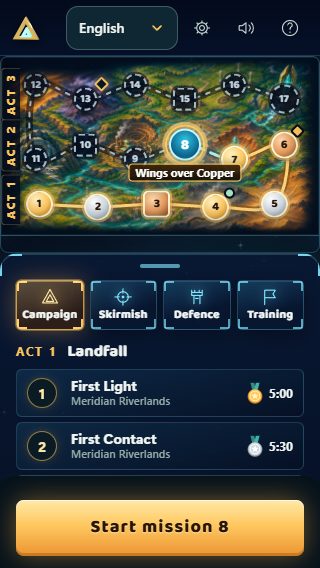 English
ACT 3
12
13
14
15
16
17
ACT 2
11
10
9
8
7
6
Wings over Copper
ACT 1
1
2
3
4
5
Campaign
Skirmish
Defence
Training
ACT 1 Landfall
1
First Light
Meridian Riverlands
5:00
2
First Contact
Meridian Riverlands
5:30
Start mission 8